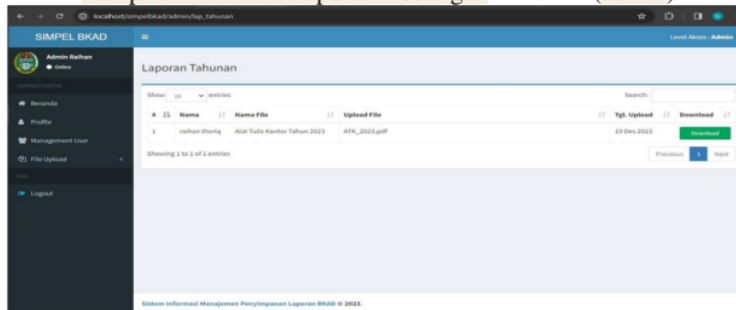 localhost/simpelbkad/admin/lap_tahunan
SIMPEL BKAD
Level Akses : Admin
Admin Raihan
Online
Laporan Tahunan
ADMINISTRATOR
Beranda
Profile
Management User
File Upload
Logout
Show 10 entries
Search:
# Nama Nama File Upload File Tgl. Upload Download
1 raihan thoriq Alat Tulis Kantor Tahun 2023 ATK_2023.pdf 19 Dec 2023 Download
Showing 1 to 1 of 1 entries
Previous 1 Next
Sistem Informasi Manajemen Penyimpanan Laporan BKAD © 2023.